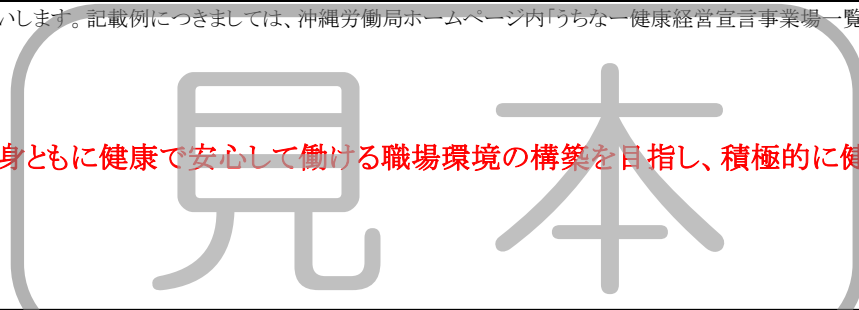 いします。記載例につきましては、沖縄労働局ホームページ内「うちなー健康経営宣言事業場一覧
身ともに健康で安心して働ける職場環境の構築を目指し、積極的に健
見本